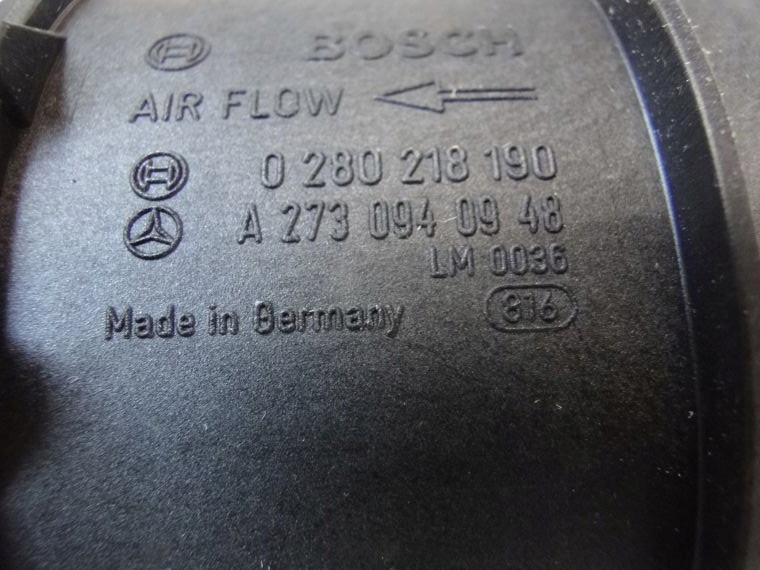 BOSCH
AIR FLOW
0 280 218 190
A 273 094 09 48
LM 0036
Made in Germany 816